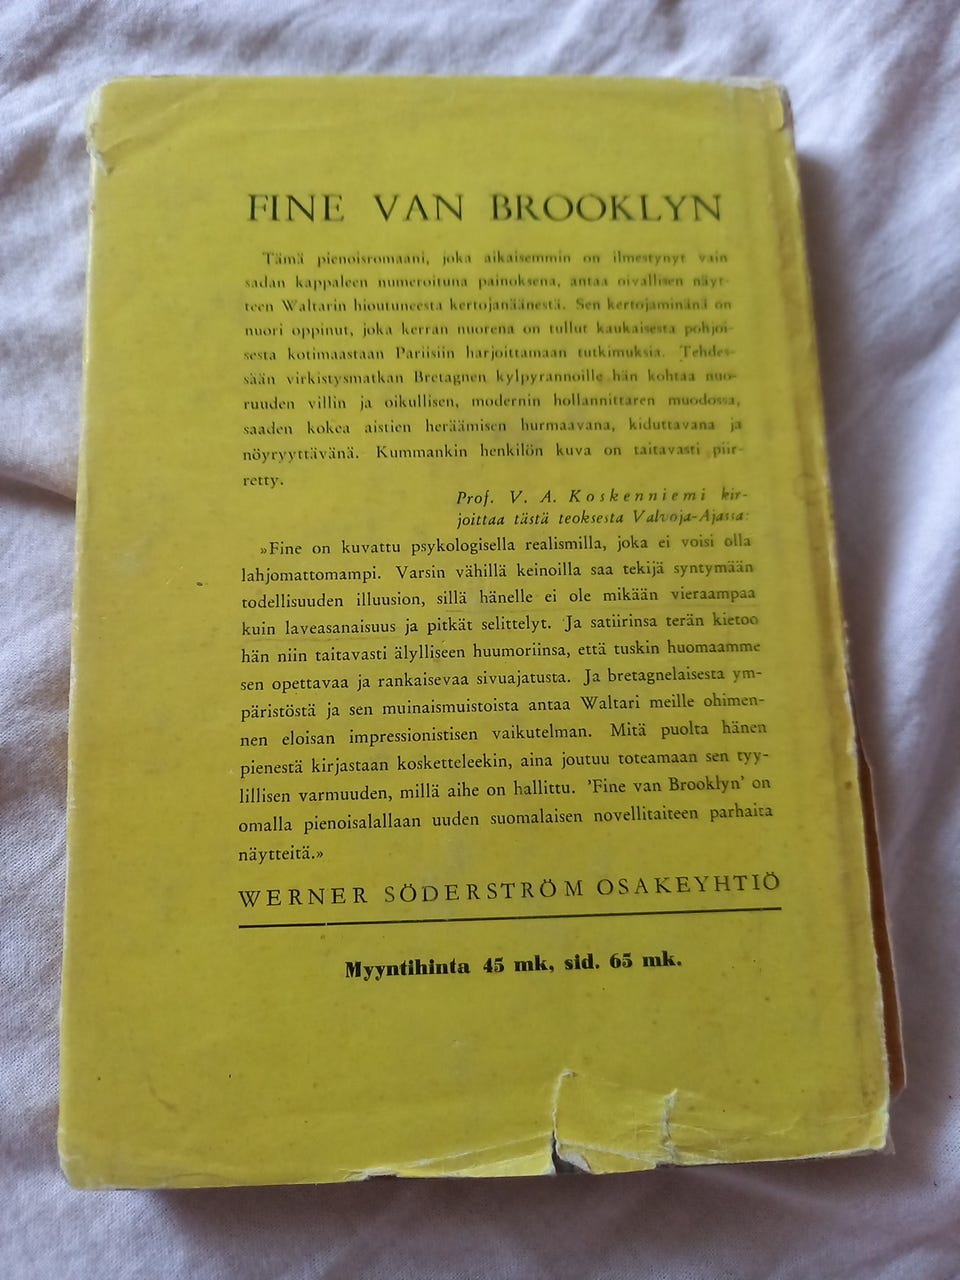 FINE VAN BROOKLYN
Tämä pienoisromaani, joka aikaisemmin on ilmestynyt vain
sadan kappaleen numeroituna painoksena, antaa oivallisen näyt-
teen Waltarin hioutuneesta kertojanäänestä. Sen kertojaminänä on
nuori oppinut, joka kerran nuorena on tullut kaukaisesta pohjoi-
sesta kotimaastaan Pariisiin harjoittamaan tutkimuksia. Tehdes-
sään virkistysmatkan Bretagnen kylpyrannoille hän kohtaa nuo-
ruuden villin ja oikullisen, modernin hollannittaren muodossa,
saaden kokea aistien heräämisen hurmaavana, kiduttavana ja
nöyryyttävänä. Kummankin henkilön kuva on taitavasti piir-
retty.
Prof. V. A. Koskenniemi kir-
joittaa tästä teoksesta Valvoja-Ajassa:
»Fine on kuvattu psykologisella realismilla, joka ei voisi olla
lahjomattomampi. Varsin vähillä keinoilla saa tekijä syntymään
todellisuuden illuusion, sillä hänelle ei ole mikään vieraampaa
kuin laveasanaisuus ja pitkät selittelyt. Ja satiirinsa terän kietoo
hän niin taitavasti älylliseen huumoriinsa, että tuskin huomaamme
sen opettavaa ja rankaisevaa sivuajatusta. Ja bretagnelaisesta ym-
päristöstä ja sen muinaismuistoista antaa Waltari meille ohimen-
nen eloisan impressionistisen vaikutelman. Mitä puolta hänen
pienestä kirjastaan kosketteleekin, aina joutuu toteamaan sen tyy-
lillisen varmuuden, millä aihe on hallittu. 'Fine van Brooklyn' on
omalla pienoisalallaan uuden suomalaisen novellitaiteen parhaita
näytteitä.»
WERNER SÖDERSTRÖM OSAKEYHTIÖ
Myyntihinta 45 mk, sid. 65 mk.